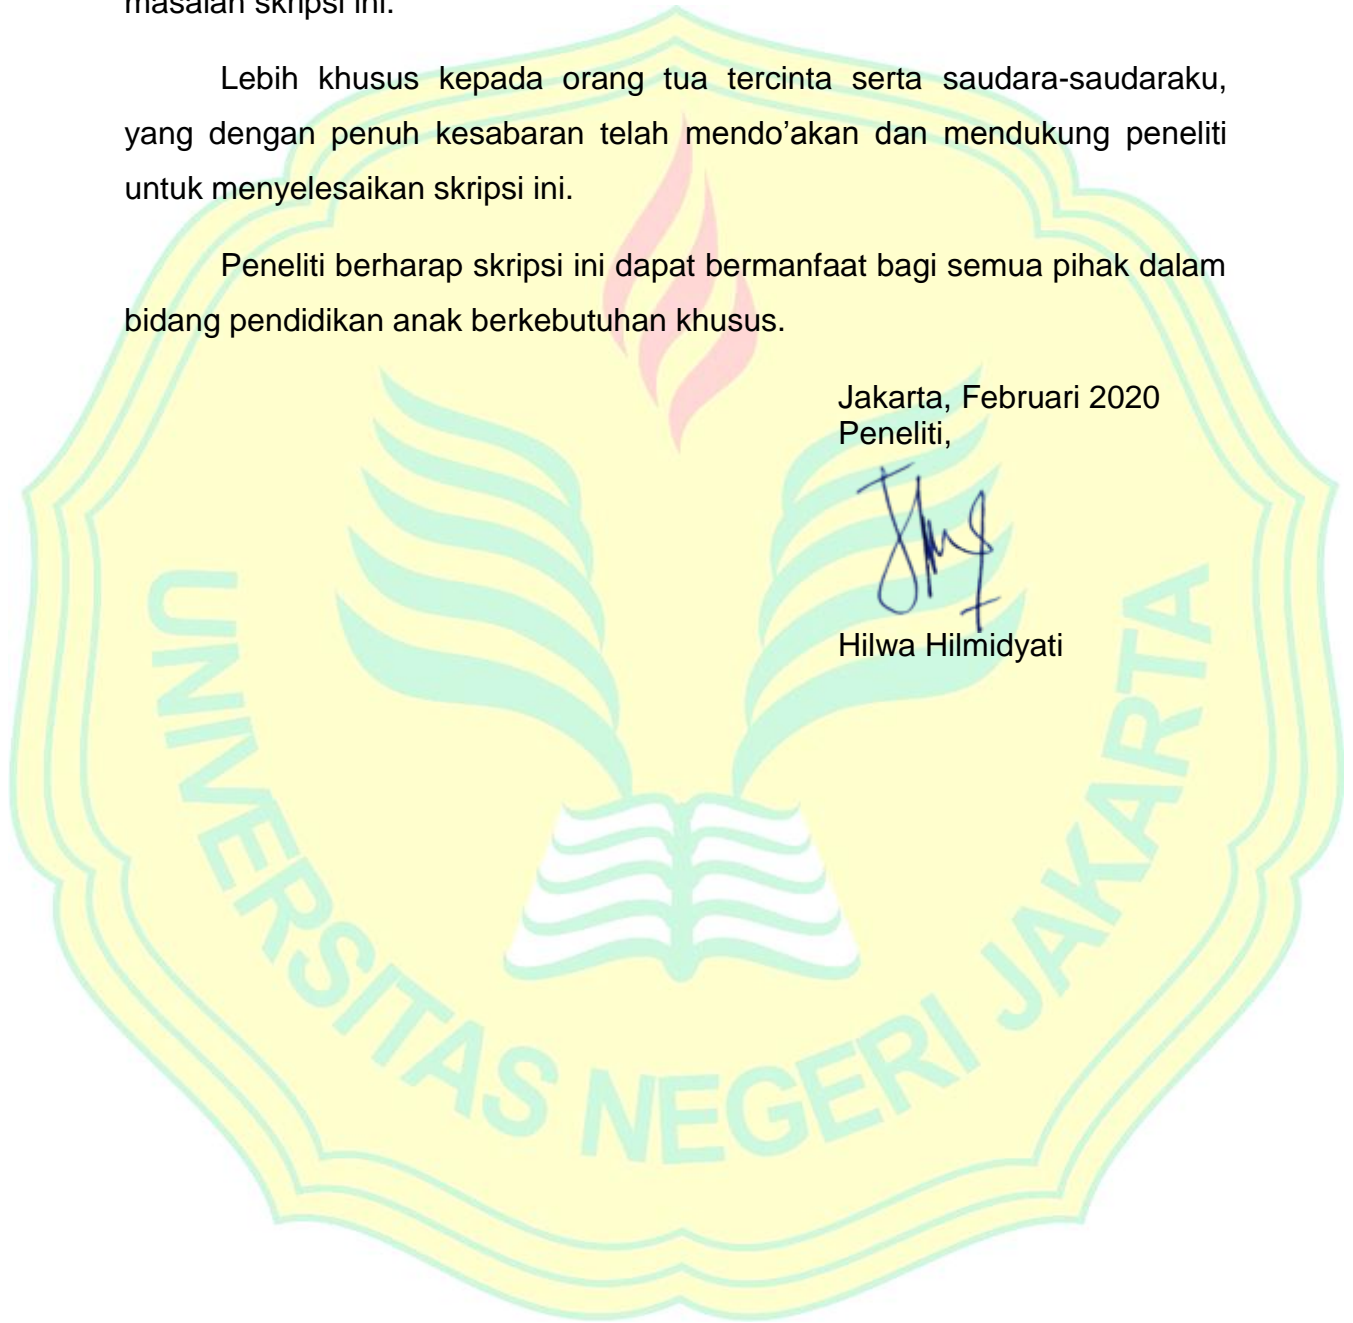 masalah skripsi ini.
Lebih khusus kepada orang tua tercinta serta saudara-saudaraku,
yang dengan penuh kesabaran telah mendo’akan dan mendukung peneliti
untuk menyelesaikan skripsi ini.
Peneliti berharap skripsi ini dapat bermanfaat bagi semua pihak dalam
bidang pendidikan anak berkebutuhan khusus.
Jakarta, Februari 2020
Peneliti,
Hilwa Hilmidyati
UNIVERSITAS NEGERI JAKARTA